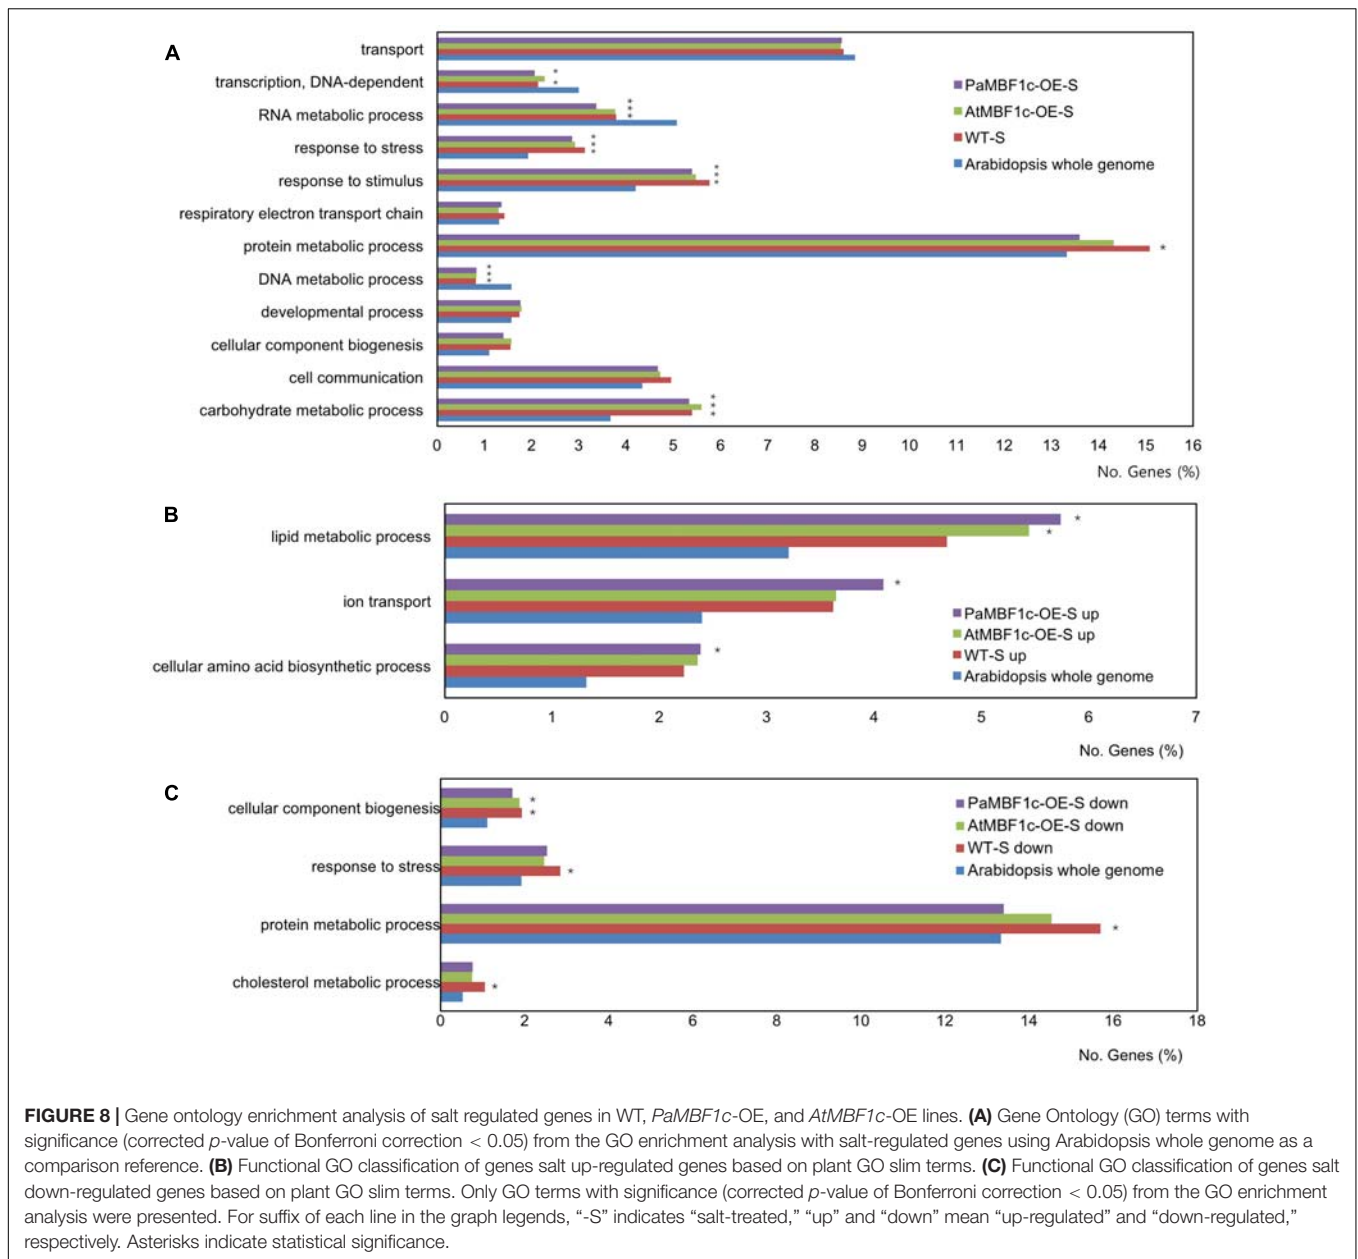 A
transport
transcription, DNA-dependent
RNA metabolic process
response to stress
response to stimulus
respiratory electron transport chain
protein metabolic process
DNA metabolic process
developmental process
cellular component biogenesis
cell communication
carbohydrate metabolic process
PaMBF1c-OE-S
AtMBF1c-OE-S
WT-S
Arabidopsis whole genome
* *
* * *
* * *
* * *
*
* * *
* * *
0 1 2 3 4 5 6 7 8 9 10 11 12 13 14 15 16
No. Genes (%)
B
lipid metabolic process
ion transport
cellular amino acid biosynthetic process
*
*
*
*
PaMBF1c-OE-S up
AtMBF1c-OE-S up
WT-S up
Arabidopsis whole genome
0 1 2 3 4 5 6 7
No. Genes (%)
C
cellular component biogenesis
response to stress
protein metabolic process
cholesterol metabolic process
*
*
*
*
*
PaMBF1c-OE-S down
AtMBF1c-OE-S down
WT-S down
Arabidopsis whole genome
0 2 4 6 8 10 12 14 16 18
No. Genes (%)
FIGURE 8 | Gene ontology enrichment analysis of salt regulated genes in WT, PaMBF1c-OE, and AtMBF1c-OE lines. (A) Gene Ontology (GO) terms with
significance (corrected p-value of Bonferroni correction < 0.05) from the GO enrichment analysis with salt-regulated genes using Arabidopsis whole genome as a
comparison reference. (B) Functional GO classification of genes salt up-regulated genes based on plant GO slim terms. (C) Functional GO classification of genes salt
down-regulated genes based on plant GO slim terms. Only GO terms with significance (corrected p-value of Bonferroni correction < 0.05) from the GO enrichment
analysis were presented. For suffix of each line in the graph legends, “-S” indicates “salt-treated,” “up” and “down” mean “up-regulated” and “down-regulated,”
respectively. Asterisks indicate statistical significance.